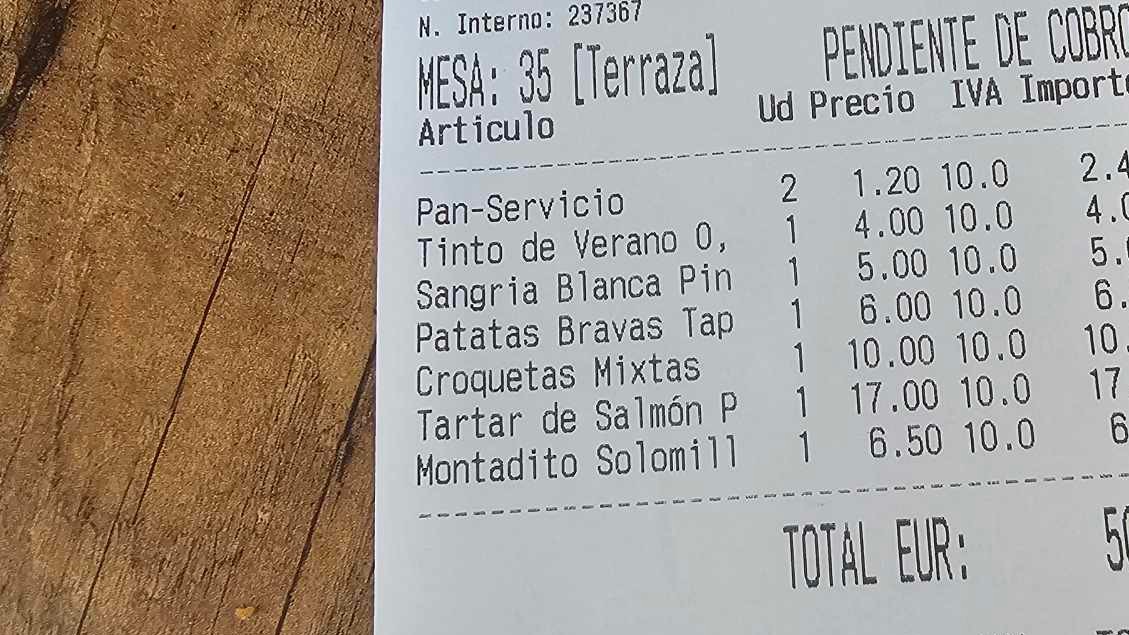 N. Interno: 237367
MESA: 35 [Terraza] PENDIENTE DE COBRO
Articulo Ud Precio IVA Importe
Pan-Servicio 2 1.20 10.0 2.4
Tinto de Verano 0, 1 4.00 10.0 4.0
Sangria Blanca Pin 1 5.00 10.0 5.
Patatas Bravas Tap 1 6.00 10.0 6.
Croquetas Mixtas 1 10.00 10.0 10.
Tartar de Salmón P 1 17.00 10.0 17
Montadito Solomill 1 6.50 10.0 6
TOTAL EUR: 50